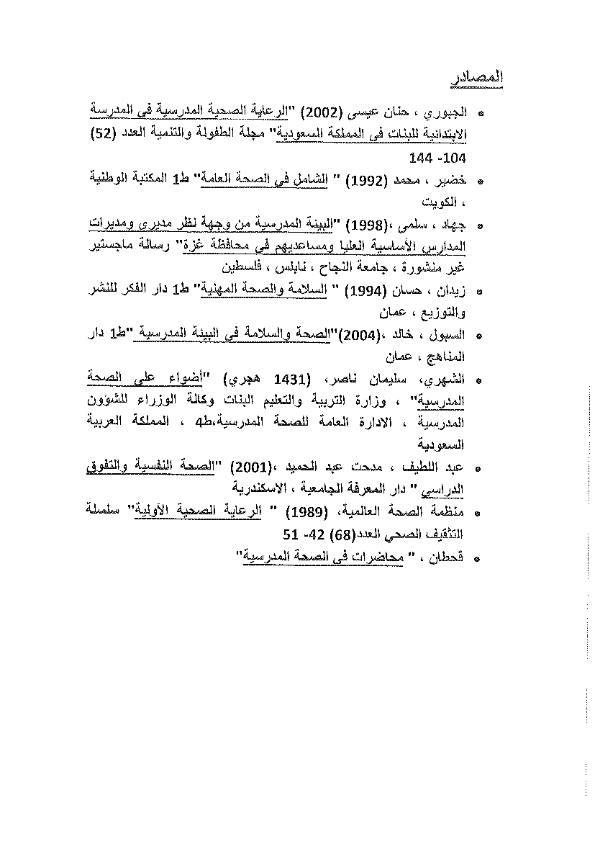 المصادر
• الجبوري ، حنان عيسى (2002) "الرعاية الصحية المدرسية في المدرسة
الابتدائية للبنات في المملكة السعودية" مجلة الطفولة والتنمية العدد (52)
104- 144
• خضير ، محمد (1992) " الشامل في الصحة العامة" ط1 المكتبة الوطنية
، الكويت
• جهاد ، سلمى ،(1998) "البيئة المدرسية من وجهة نظر مديري ومديرات
المدارس الأساسية العليا ومساعديهم في محافظة غزة" رسالة ماجستير
غير منشورة ، جامعة النجاح ، نابلس ، فلسطين
• زيدان ، حسان (1994) " السلامة والصحة المهنية" ط1 دار الفكر للنشر
والتوزيع ، عمان
• السبول ، خالد ،(2004)"الصحة والسلامة في البيئة المدرسية "ط1 دار
المناهج ، عمان
• الشهري، سليمان ناصر، (1431 هجري) "أضواء على الصحة
المدرسية" ، وزارة التربية والتعليم البنات وكالة الوزراء للشؤون
المدرسية ، الادارة العامة للصحة المدرسية،ط4 ، المملكة العربية
السعودية
• عبد اللطيف ، مدحت عبد الحميد ،(2001) "الصحة النفسية والتفوق
الدراسي " دار المعرفة الجامعية ، الاسكندرية
• منظمة الصحة العالمية، (1989) " الرعاية الصحية الأولية" سلسلة
التثقيف الصحي العدد(68) 42- 51
• قحطان ، " محاضرات في الصحة المدرسية"